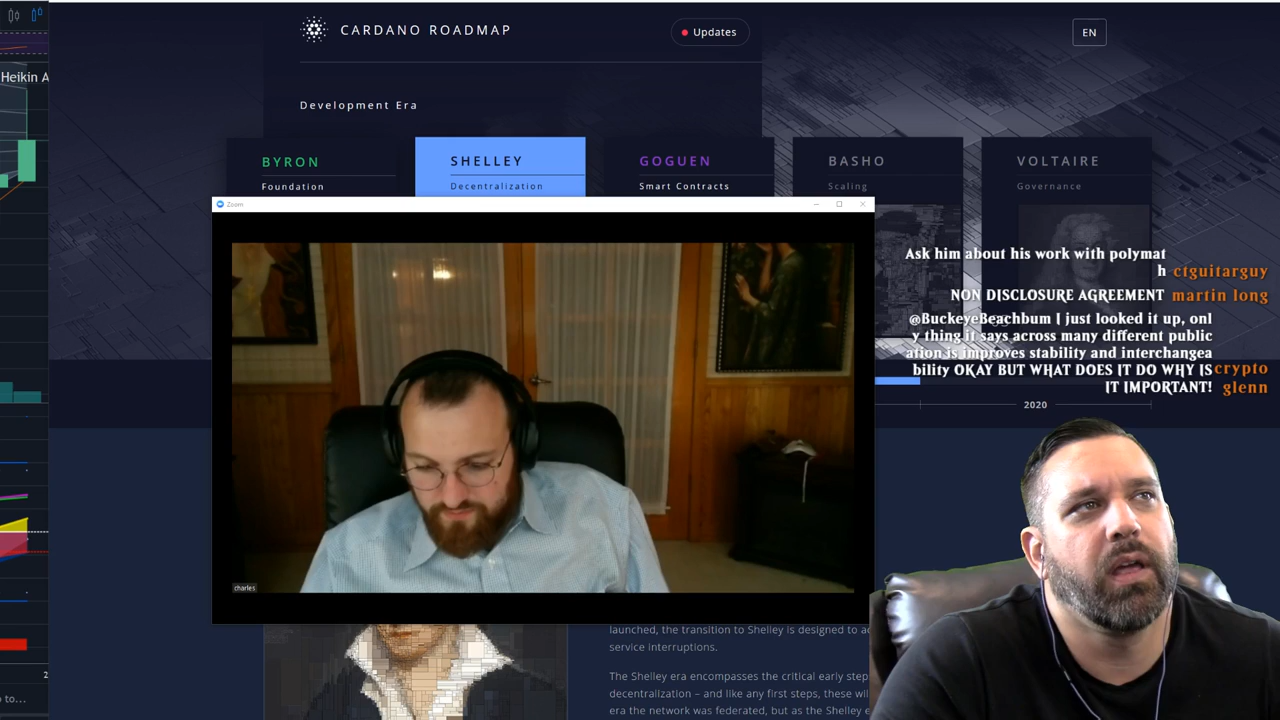 CARDANO ROADMAP
Updates
EN
Heikin A
Development Era
BYRON
Foundation
SHELLEY
Decentralization
GOGUEN
Smart Contracts
BASHO
Scaling
VOLTAIRE
Governance
Zoom
Ask him about his work with polymat
h ctguitarguy
NON DISCLOSURE AGREEMENT martin long
@BuckeyeBeachbum I just looked it up, onl
y thing it says across many different public
ation is improves stability and interchangea
bility OKAY BUT WHAT DOES IT DO WHY IS crypto
IT IMPORTANT! glenn
2020
charles
launched, the transition to Shelley is designed to
service interruptions.
2
The Shelley era encompasses the critical early step
decentralization – and like any first steps, these wil
o to...
era the network was federated, but as the Shelley e